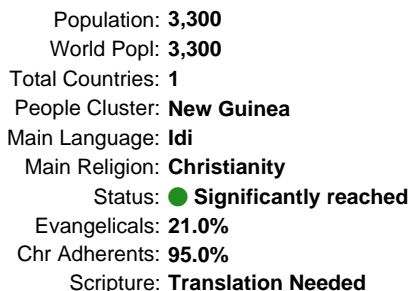 Population: 3,300
World Popl: 3,300
Total Countries: 1
People Cluster: New Guinea
Main Language: Idi
Main Religion: Christianity
Status: Significantly reached
Evangelicals: 21.0%
Chr Adherents: 95.0%
Scripture: Translation Needed